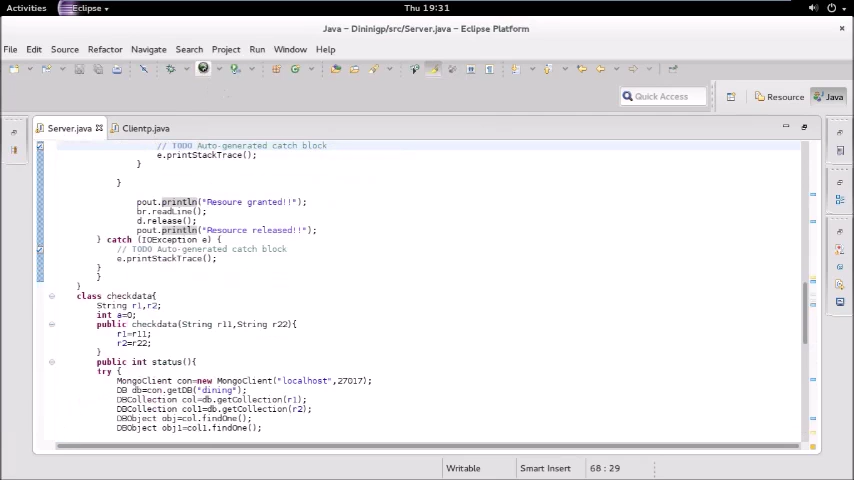 Activities Eclipse ▾ Thu 19:31
Java – Dininigp/src/Server.java – Eclipse Platform
File Edit Source Refactor Navigate Search Project Run Window Help
Quick Access Resource Java
Server.java Clientp.java
// TODO Auto-generated catch block
e.printStackTrace();
}
}
pout.println("Resoure granted!!");
br.readLine();
d.release();
pout.println("Resource released!!");
} catch (IOException e) {
// TODO Auto-generated catch block
e.printStackTrace();
}
}
}
class checkdata{
String r1,r2;
int a=0;
public checkdata(String r11,String r22){
r1=r11;
r2=r22;
}
public int status(){
try {
MongoClient con=new MongoClient("localhost",27017);
DB db=con.getDB("dining");
DBCollection col=db.getCollection(r1);
DBCollection col1=db.getCollection(r2);
DBObject obj=col.findOne();
DBObject obj1=col1.findOne();
Writable Smart Insert 68 : 29